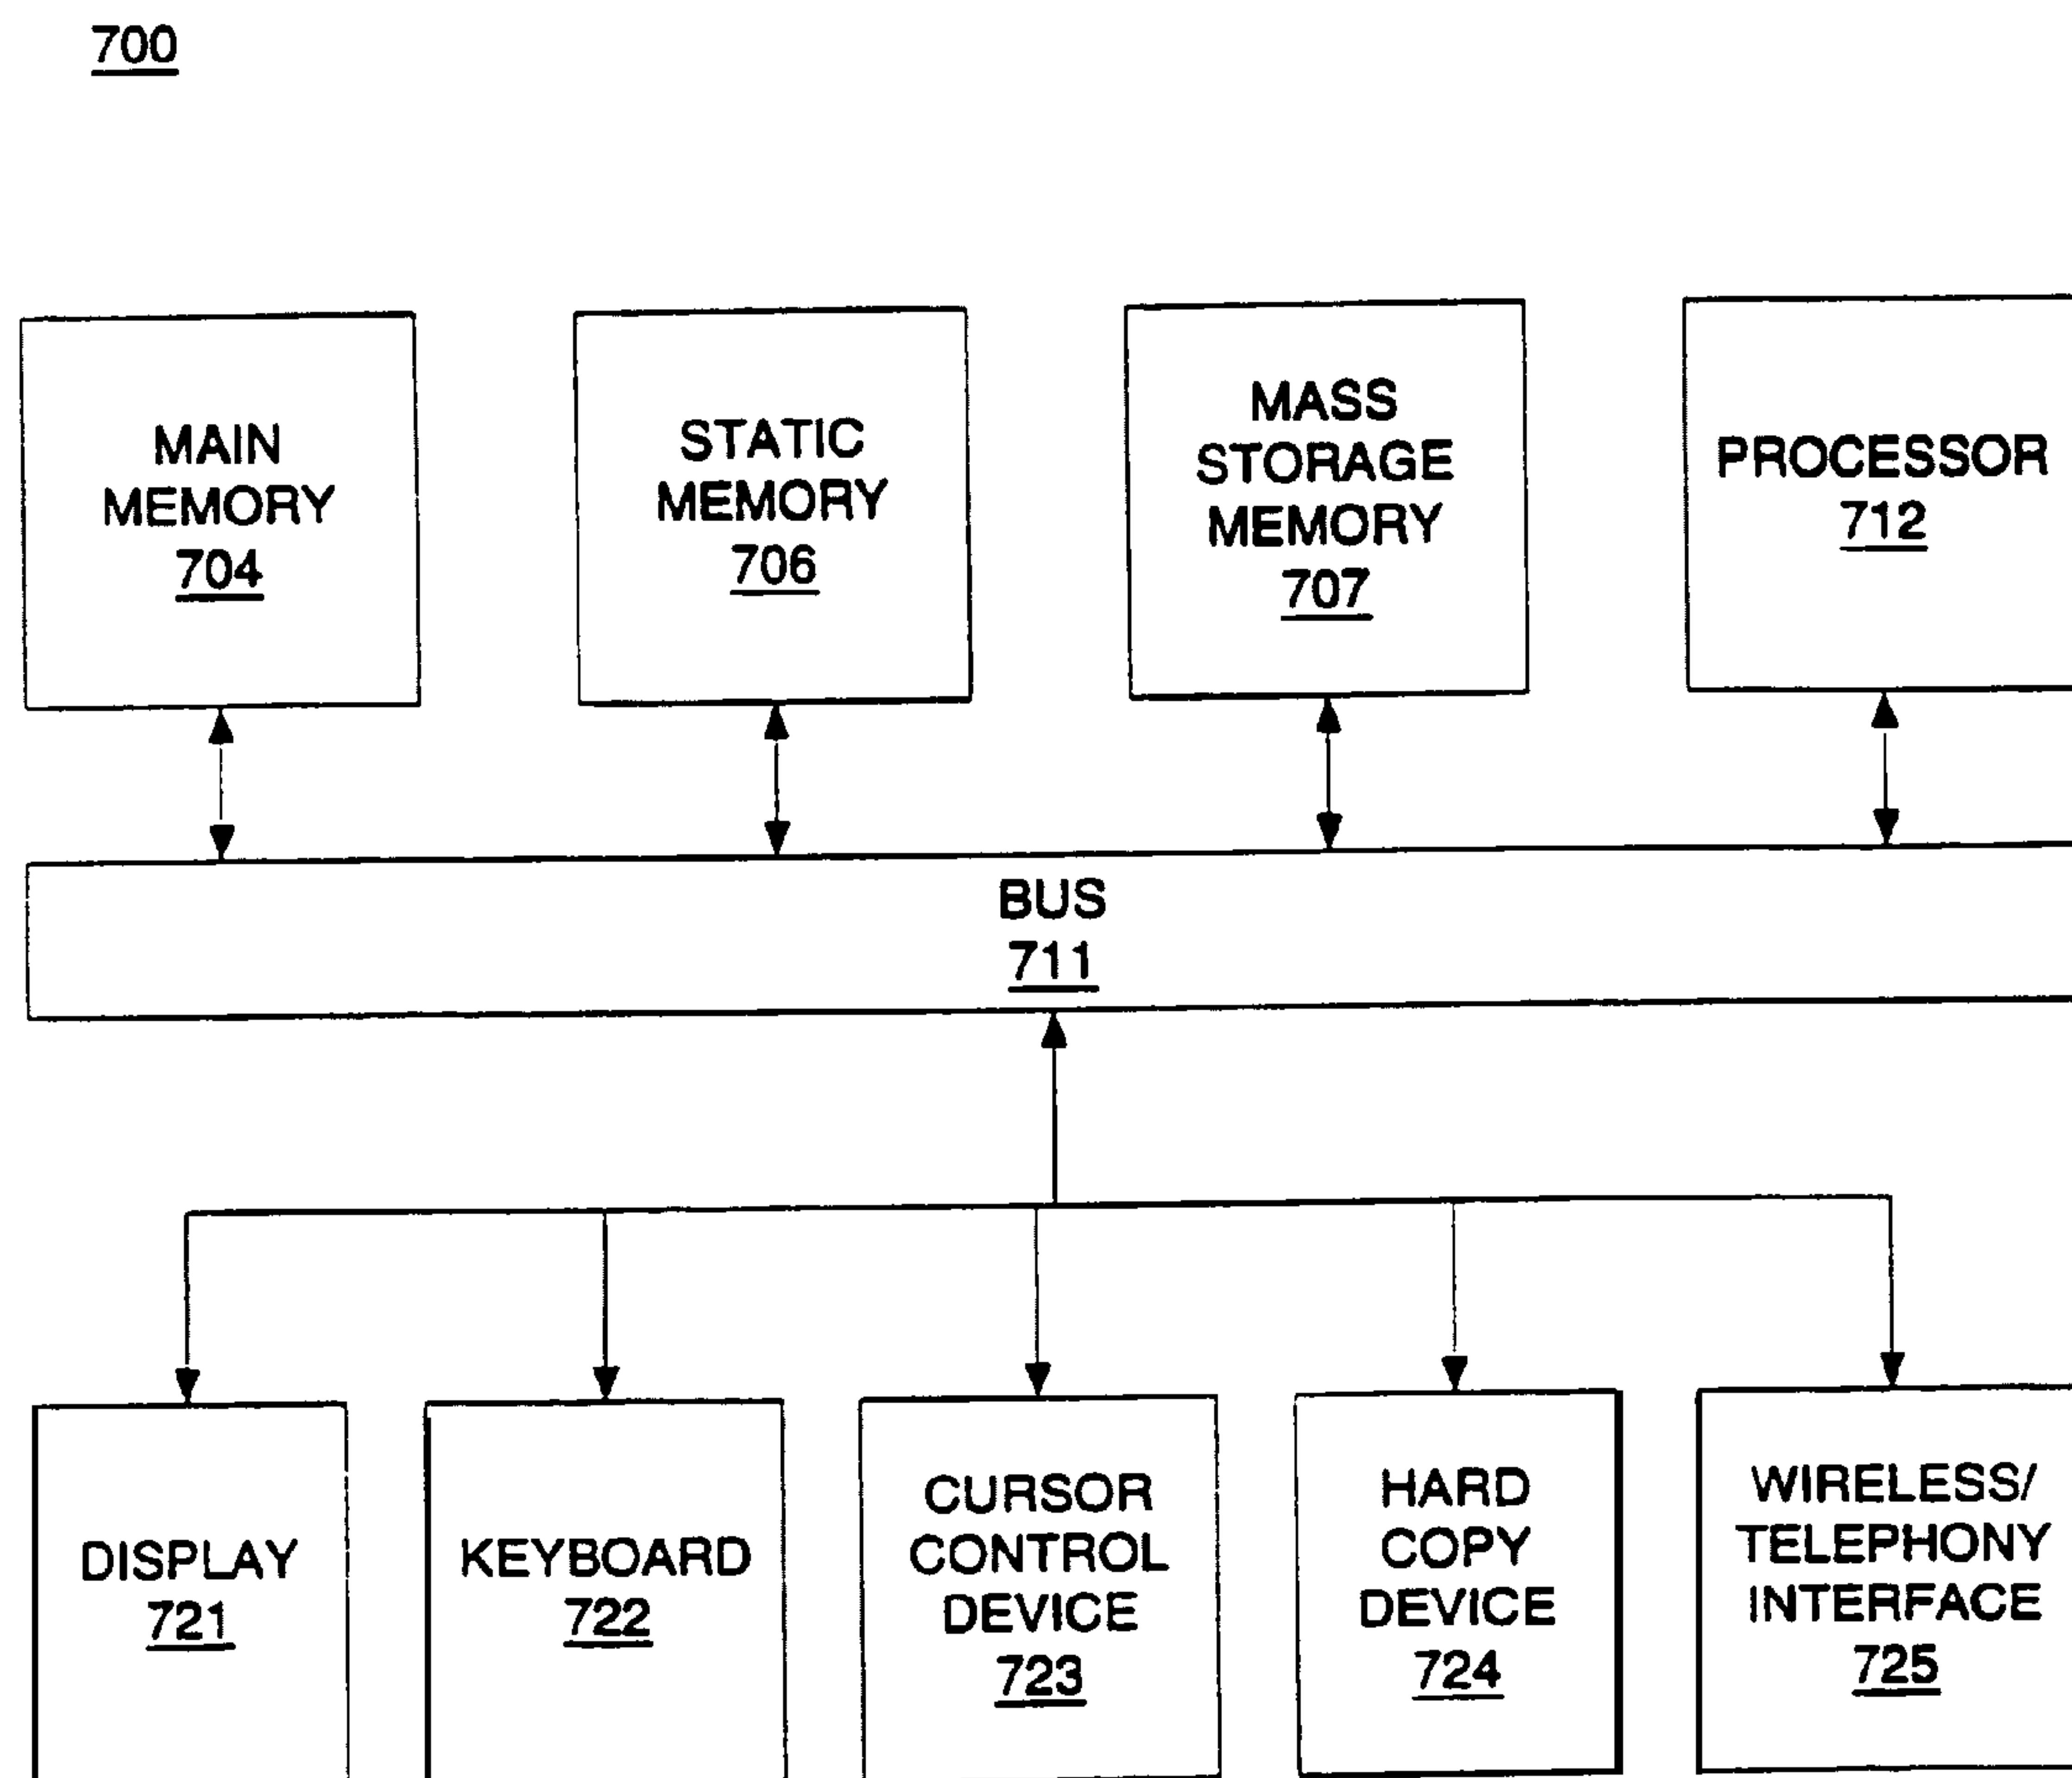 700
MAIN
MEMORY
704
STATIC
MEMORY
706
MASS
STORAGE
MEMORY
707
PROCESSOR
712
BUS
711
DISPLAY
721
KEYBOARD
722
CURSOR
CONTROL
DEVICE
723
HARD
COPY
DEVICE
724
WIRELESS/
TELEPHONY
INTERFACE
725